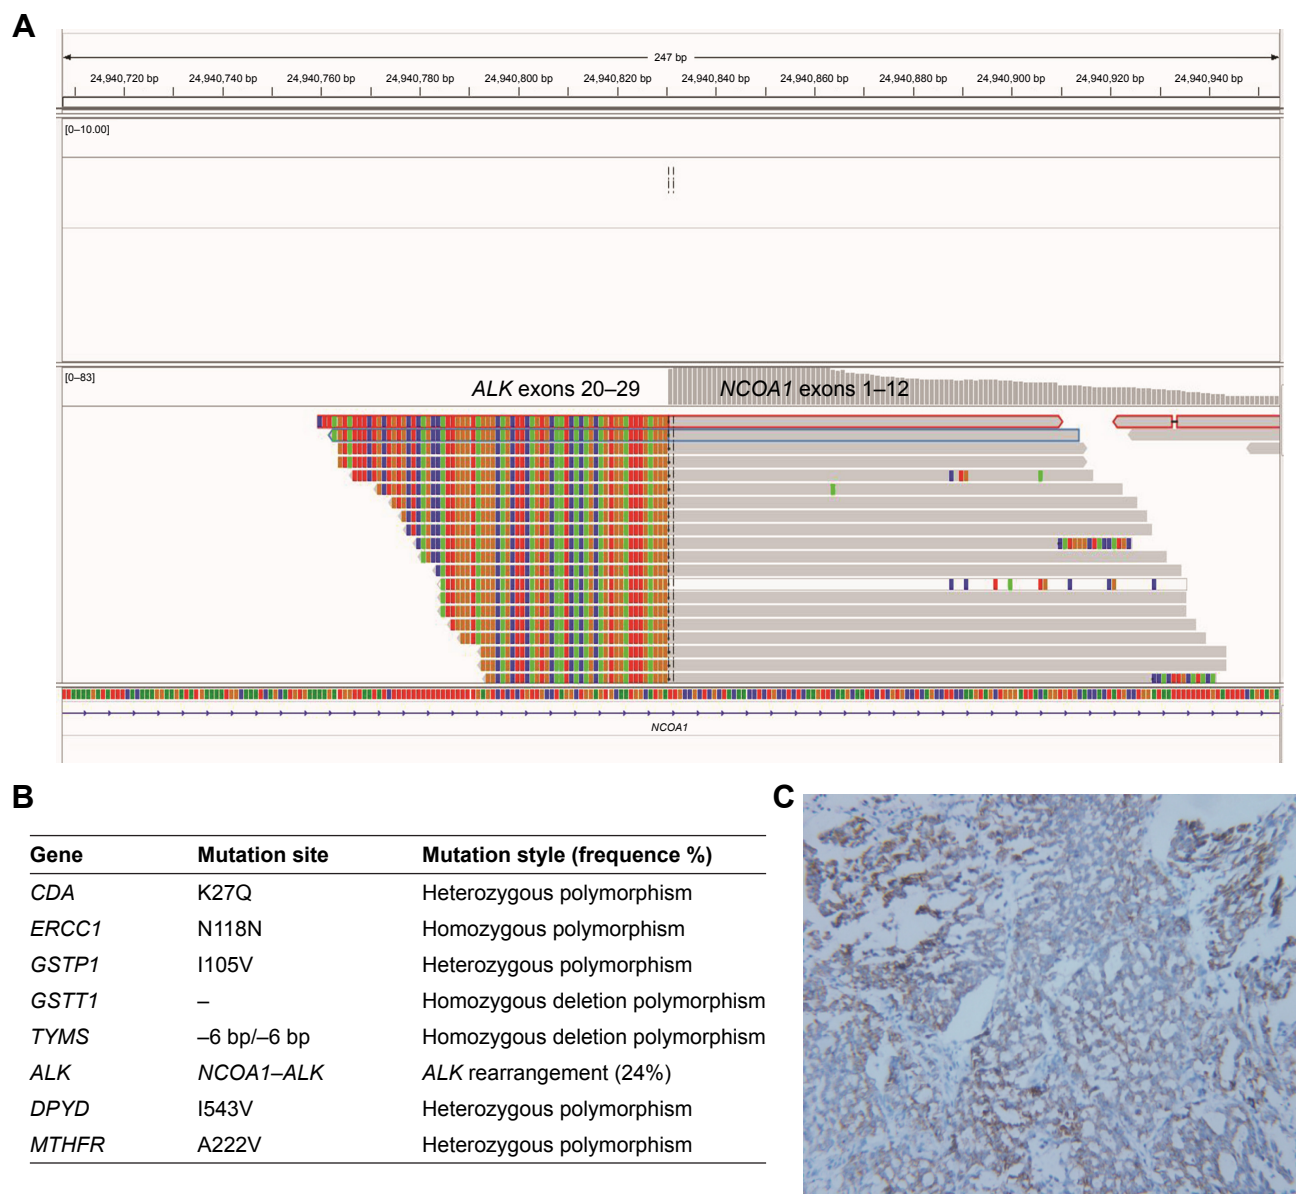 A
247 bp
24,940,720 bp 24,940,740 bp 24,940,760 bp 24,940,780 bp 24,940,800 bp 24,940,820 bp 24,940,840 bp 24,940,860 bp 24,940,880 bp 24,940,900 bp 24,940,920 bp 24,940,940 bp
[0–10.00]
[0–83]
ALK exons 20–29 NCOA1 exons 1–12
NCOA1
B
Gene Mutation site Mutation style (frequence %)
CDA K27Q Heterozygous polymorphism
ERCC1 N118N Homozygous polymorphism
GSTP1 I105V Heterozygous polymorphism
GSTT1 – Homozygous deletion polymorphism
TYMS –6 bp/–6 bp Homozygous deletion polymorphism
ALK NCOA1–ALK ALK rearrangement (24%)
DPYD I543V Heterozygous polymorphism
MTHFR A222V Heterozygous polymorphism
C